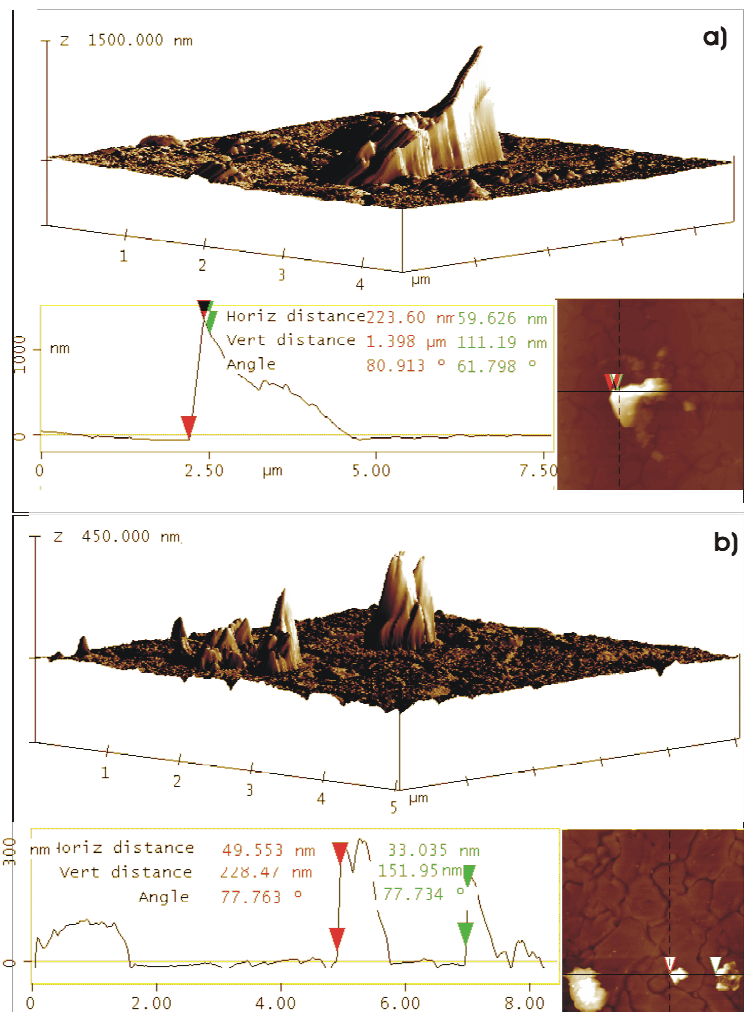 a)
Z 1500.000 nm
1
2
3
4
µm
Horiz distance 223.60 nm 59.626 nm
Vert distance 1.398 µm 111.19 nm
Angle 80.913 º 61.798 º
1000
nm
0
0
2.50
µm
5.00
7.50
b)
Z 450.000 nm
1
2
3
4
5
µm
300
nm
Horiz distance 49.553 nm 33.035 nm
Vert distance 228.47 nm 151.95 nm
Angle 77.763 º 77.734 º
0
0
2.00
4.00
6.00
8.00